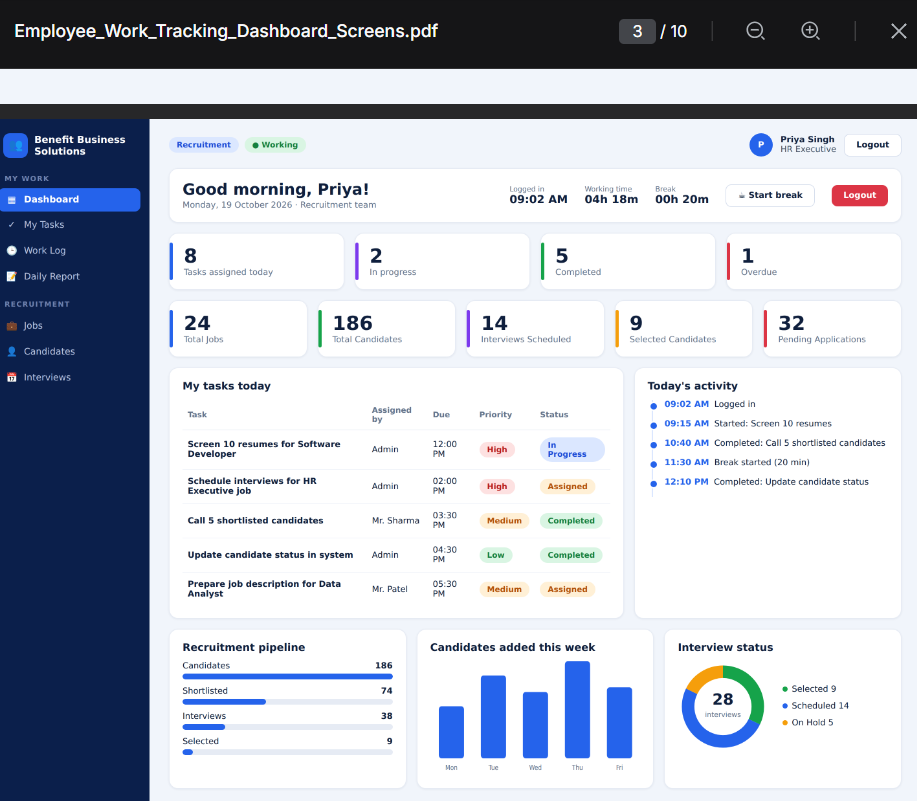 Employee_Work_Tracking_Dashboard_Screens.pdf
3 / 10
Benefit Business
Solutions
MY WORK
Dashboard
My Tasks
Work Log
Daily Report
RECRUITMENT
Jobs
Candidates
Interviews
Recruitment
Working
P
Priya Singh
HR Executive
Logout
Good morning, Priya!
Monday, 19 October 2026 · Recruitment team
Logged in
09:02 AM
Working time
04h 18m
Break
00h 20m
Start break
Logout
8
Tasks assigned today
2
In progress
5
Completed
1
Overdue
24
Total Jobs
186
Total Candidates
14
Interviews Scheduled
9
Selected Candidates
32
Pending Applications
My tasks today
Task
Assigned
by
Due
Priority
Status
Screen 10 resumes for Software
Developer
Admin
12:00
PM
High
In
Progress
Schedule interviews for HR
Executive job
Admin
02:00
PM
High
Assigned
Call 5 shortlisted candidates
Mr. Sharma
03:30
PM
Medium
Completed
Update candidate status in system
Admin
04:30
PM
Low
Completed
Prepare job description for Data
Analyst
Mr. Patel
05:30
PM
Medium
Assigned
Today's activity
09:02 AM Logged in
09:15 AM Started: Screen 10 resumes
10:40 AM Completed: Call 5 shortlisted candidates
11:30 AM Break started (20 min)
12:10 PM Completed: Update candidate status
Recruitment pipeline
Candidates 186
Shortlisted 74
Interviews 38
Selected 9
Candidates added this week
Mon Tue Wed Thu Fri
Interview status
28
interviews
Selected 9
Scheduled 14
On Hold 5